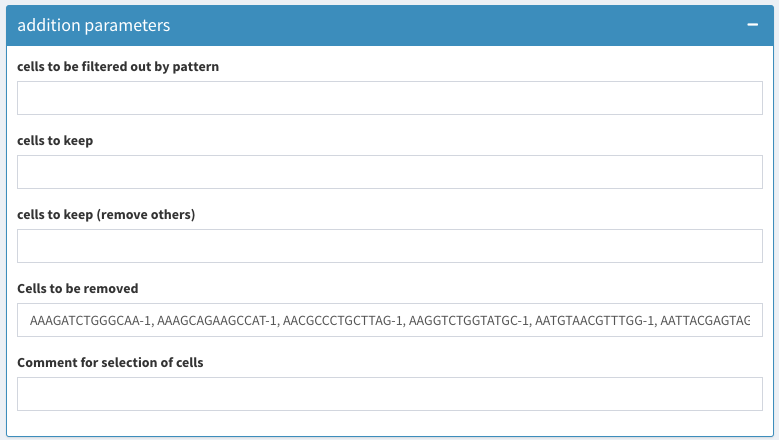 addition parameters
cells to be filtered out by pattern
cells to keep
cells to keep (remove others)
Cells to be removed
AAAGATCTGGGCAA-1, AAAGCAGAAGCCAT-1, AACGCCCTGCTTAG-1, AAGGTCTGGTATGC-1, AATGTAACGTTTGG-1, AATTACGAGTAG
Comment for selection of cells